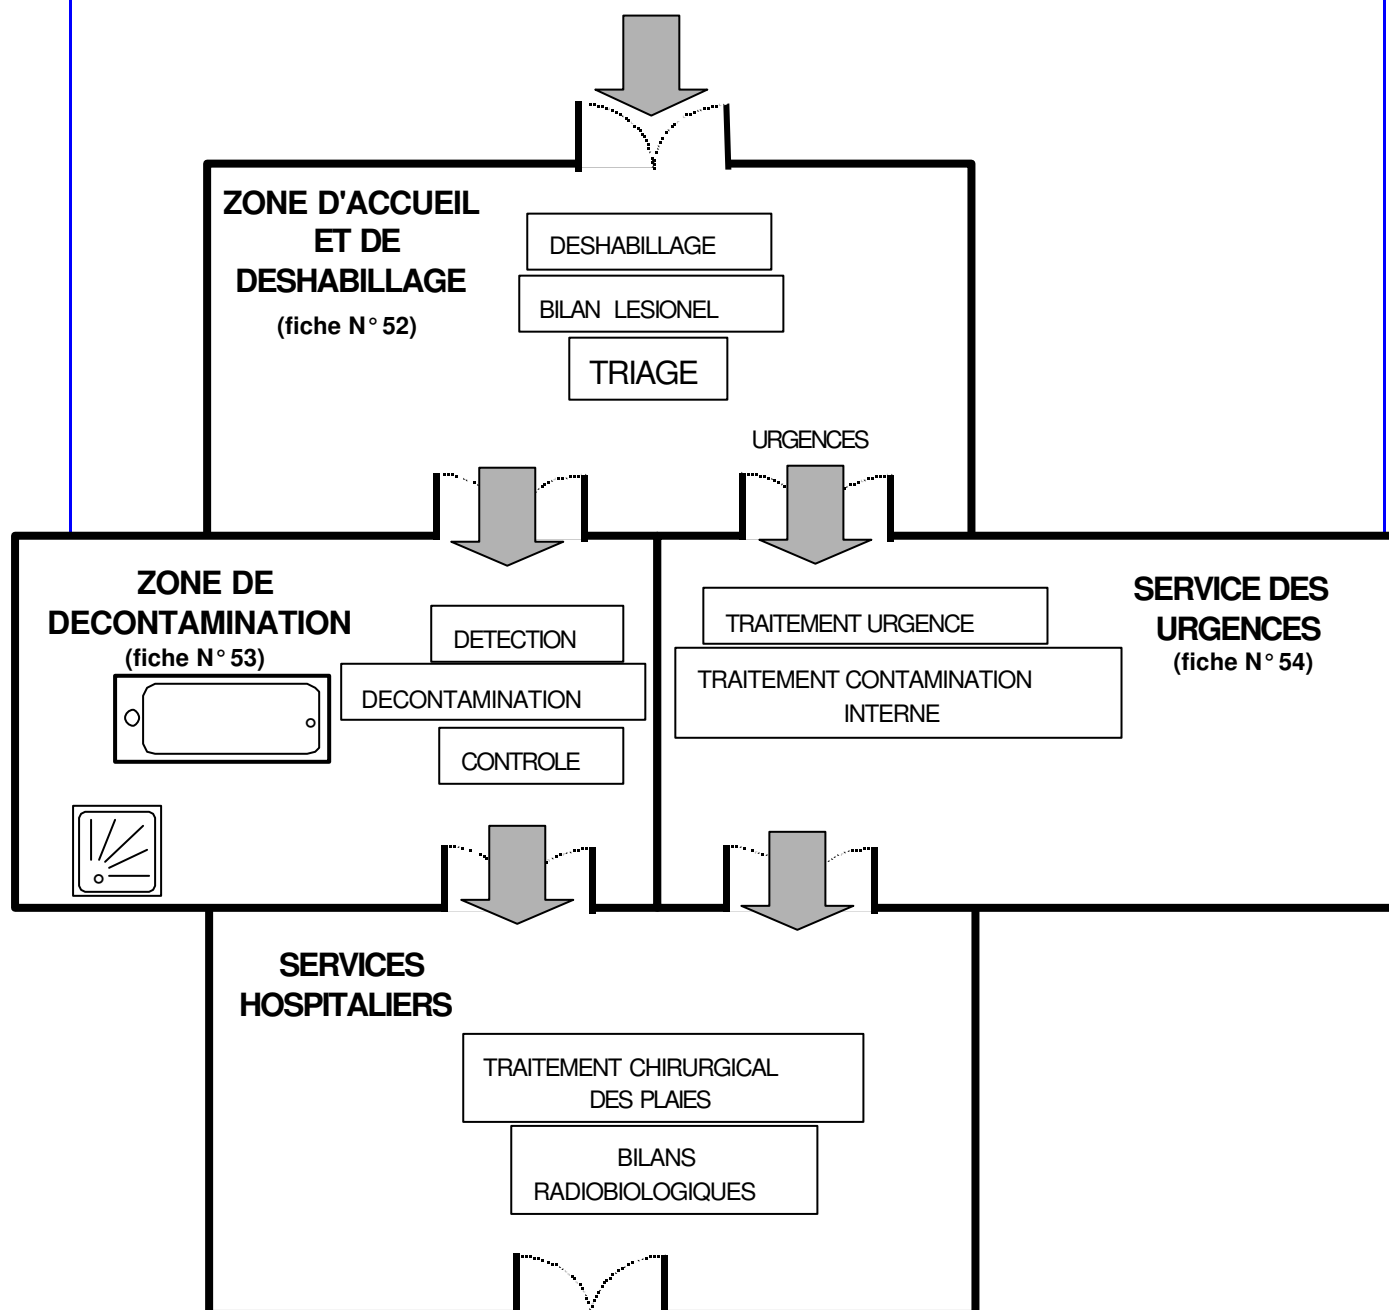 ZONE D'ACCUEIL
ET DE
DESHABILLAGE
(fiche N° 52)
DESHABILLAGE
BILAN LESIONEL
TRIAGE
URGENCES
ZONE DE
DECONTAMINATION
(fiche N° 53)
DETECTION
DECONTAMINATION
CONTROLE
TRAITEMENT URGENCE
TRAITEMENT CONTAMINATION
INTERNE
SERVICE DES
URGENCES
(fiche N° 54)
SERVICES
HOSPITALIERS
TRAITEMENT CHIRURGICAL
DES PLAIES
BILANS
RADIOBIOLOGIQUES